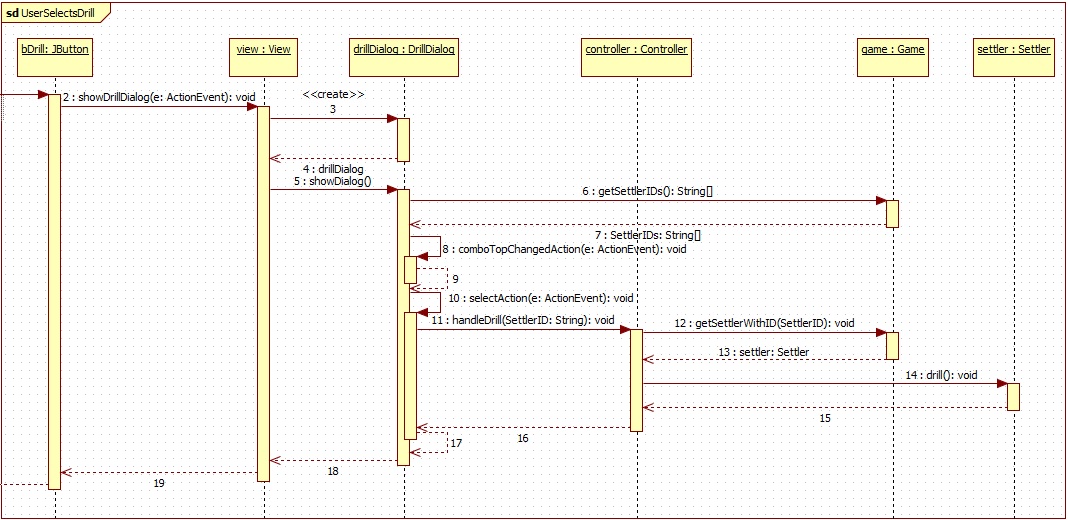 sd UserSelectsDrill
bDrill: JButton
view : View
drillDialog : DrillDialog
controller : Controller
game : Game
settler : Settler
2 : showDrillDialog(e: ActionEvent): void
<<create>>
3
4 : drillDialog
5 : showDialog()
6 : getSettlerIDs(): String[]
7 : SettlerIDs: String[]
8 : comboTopChangedAction(e: ActionEvent): void
9
10 : selectAction(e: ActionEvent): void
11 : handleDrill(SettlerID: String): void
12 : getSettlerWithID(SettlerID): void
13 : settler: Settler
14 : drill(): void
15
16
17
18
19